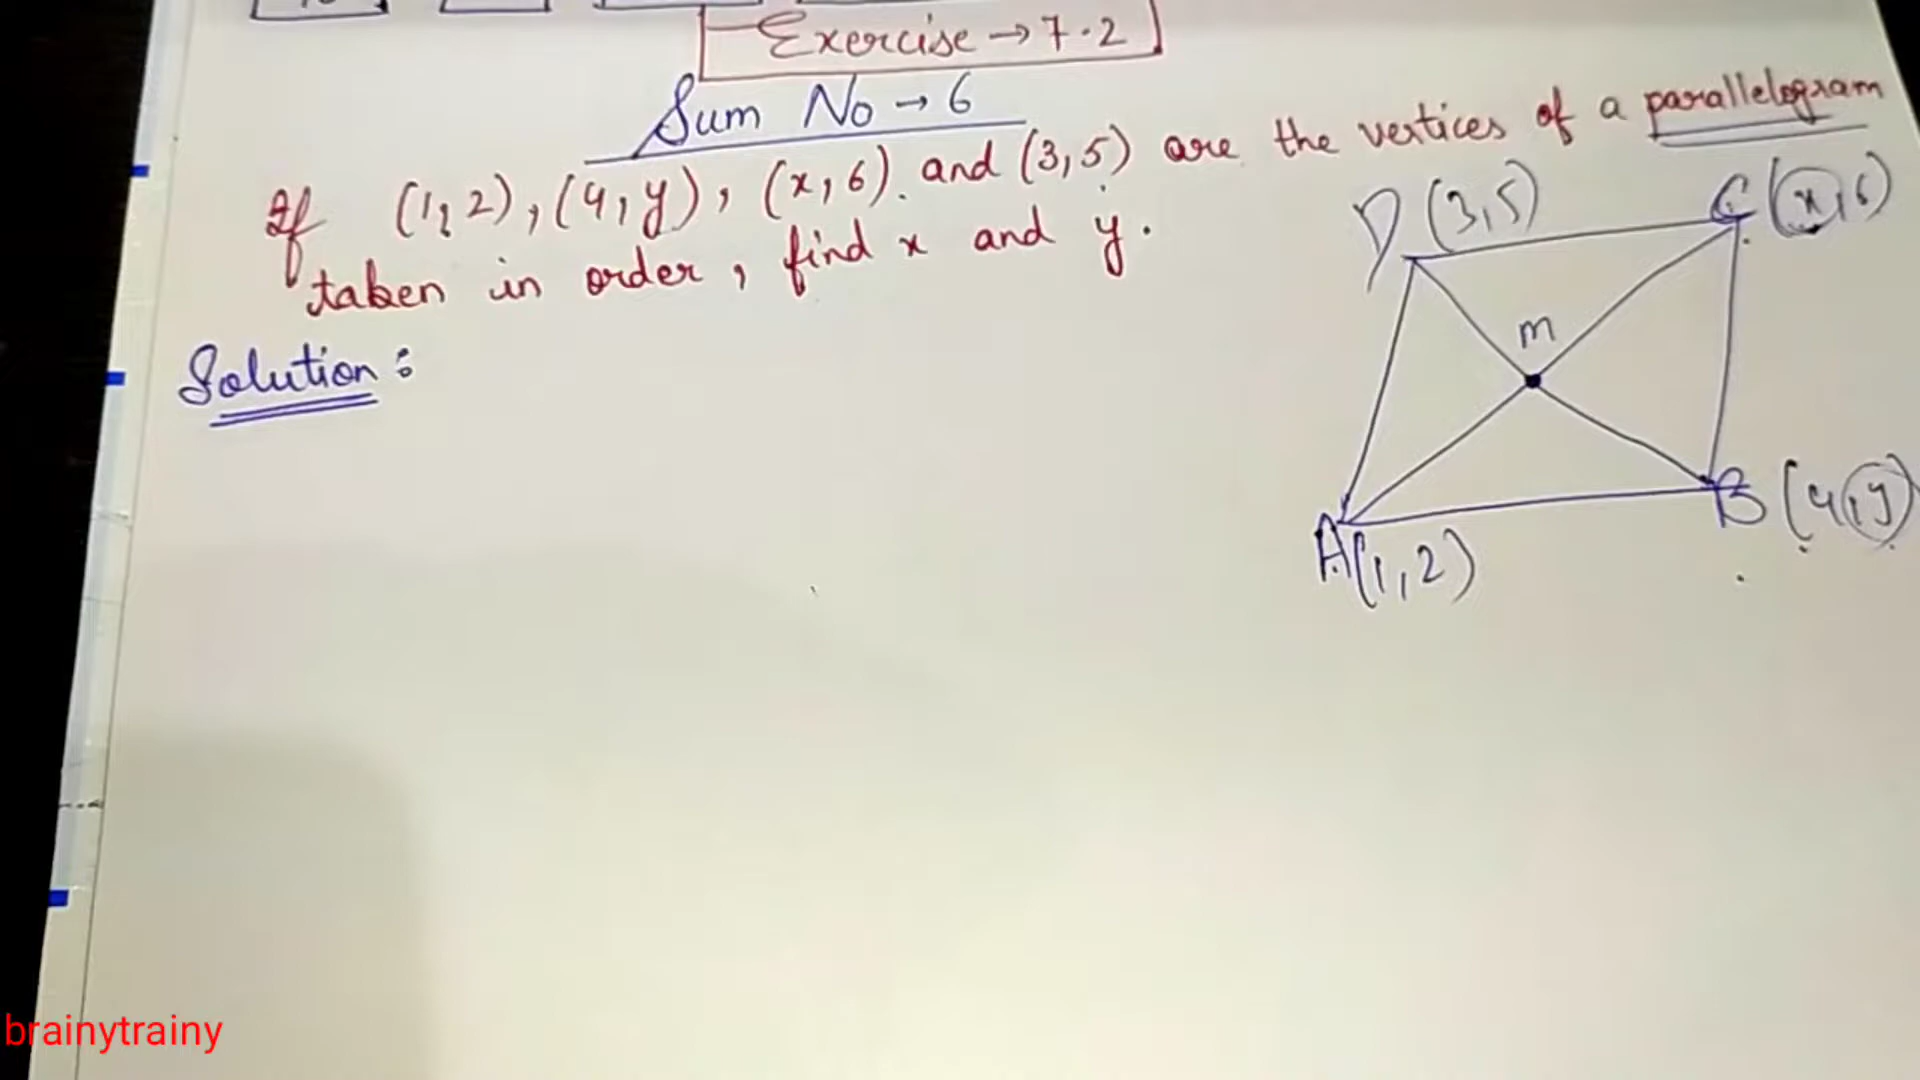 Exercise → 7.2
Sum No → 6
If (1, 2), (4, y), (x, 6) and (3, 5) are the vertices of a parallelogram
taken in order, find x and y.
Solution:
D (3,5)
C (x, 6)
m
A (1, 2)
B (4, y)
brainytrainy